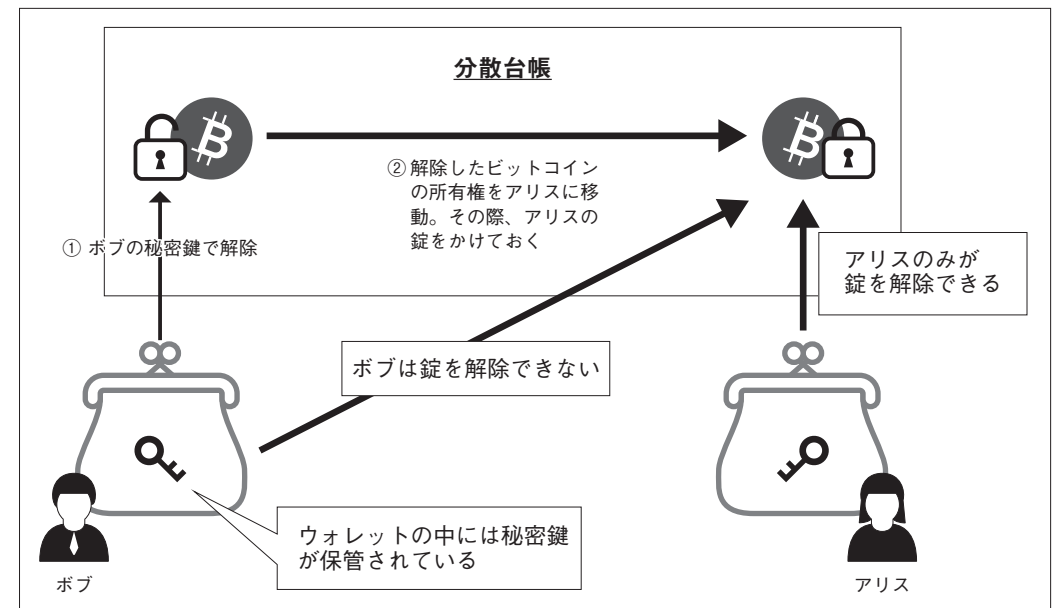 分散台帳
② 解除したビットコイン
の所有権をアリスに移
動。その際、アリスの
錠をかけておく
① ボブの秘密鍵で解除
アリスのみが
錠を解除できる
ボブは錠を解除できない
ウォレットの中には秘密鍵
が保管されている
ボブ
アリス